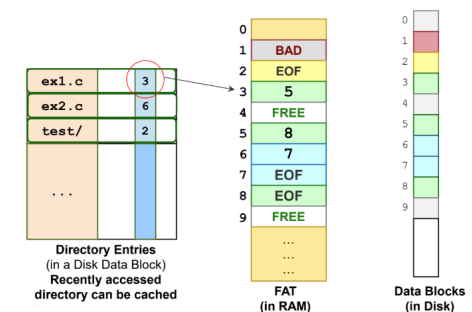 ex1.c 3
ex2.c 6
test/ 2
...
Directory Entries
(in a Disk Data Block)
Recently accessed
directory can be cached
0
1 BAD
2 EOF
3 5
4 FREE
5 8
6 7
7 EOF
8 EOF
9 FREE
...
...
...
FAT
(in RAM)
0
1
2
3
4
5
6
7
8
9
Data Blocks
(in Disk)